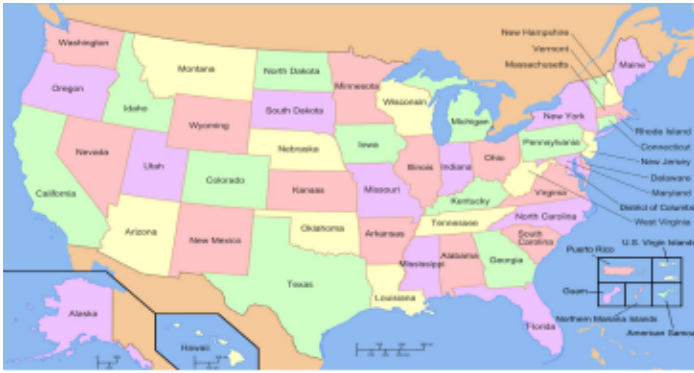 Washington
Montana
North Dakota
Minnesota
Oregon
Idaho
Wyoming
South Dakota
Wisconsin
Michigan
New Hampshire
Vermont
Massachusetts
Maine
New York
Nevada
Utah
Colorado
Nebraska
Iowa
Illinois
Indiana
Ohio
Pennsylvania
Rhode Island
Connecticut
New Jersey
Delaware
Maryland
District of Columbia
West Virginia
California
Arizona
New Mexico
Kansas
Missouri
Kentucky
Virginia
Oklahoma
Arkansas
Tennessee
North Carolina
South
Carolina
Texas
Louisiana
Mississippi
Alabama
Georgia
Florida
Alaska
Hawaii
Puerto Rico
U.S. Virgin Islands
Guam
Northern Mariana Islands
American Samoa